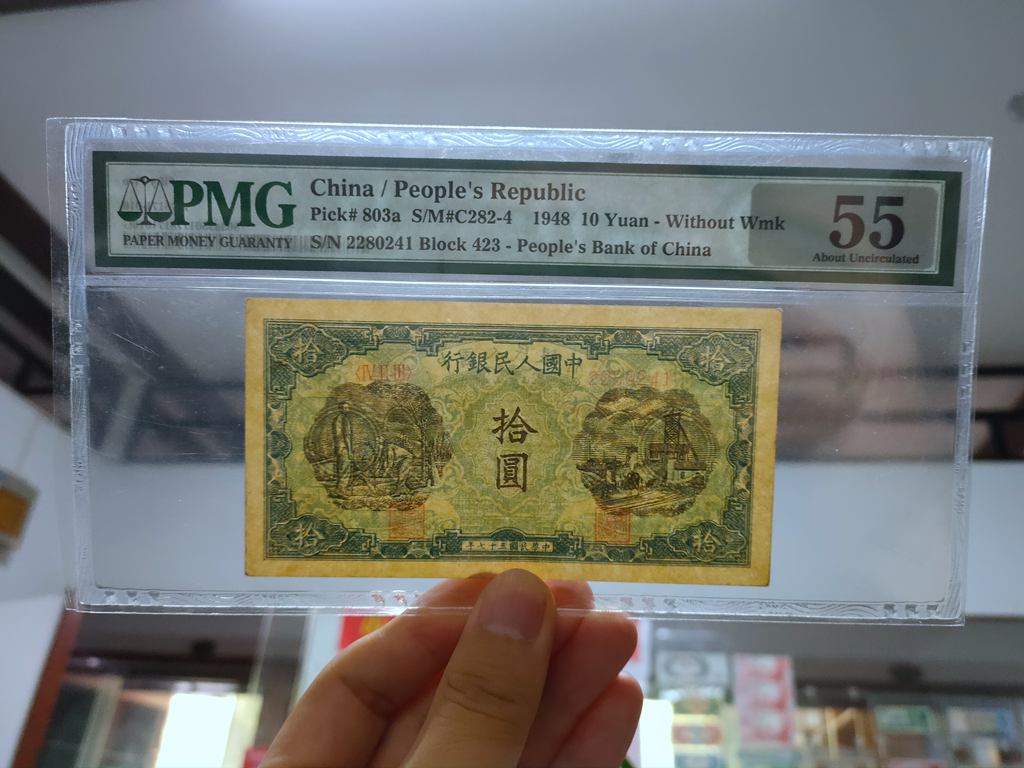 PMG
PAPER MONEY GUARANTY
China / People's Republic
Pick# 803a S/M#C282-4 1948 10 Yuan - Without Wmk
S/N 2280241 Block 423 - People's Bank of China
55
About Uncirculated
拾
行銀民人國中
拾
2280241
拾
圓
拾
年七十三國民華中
拾